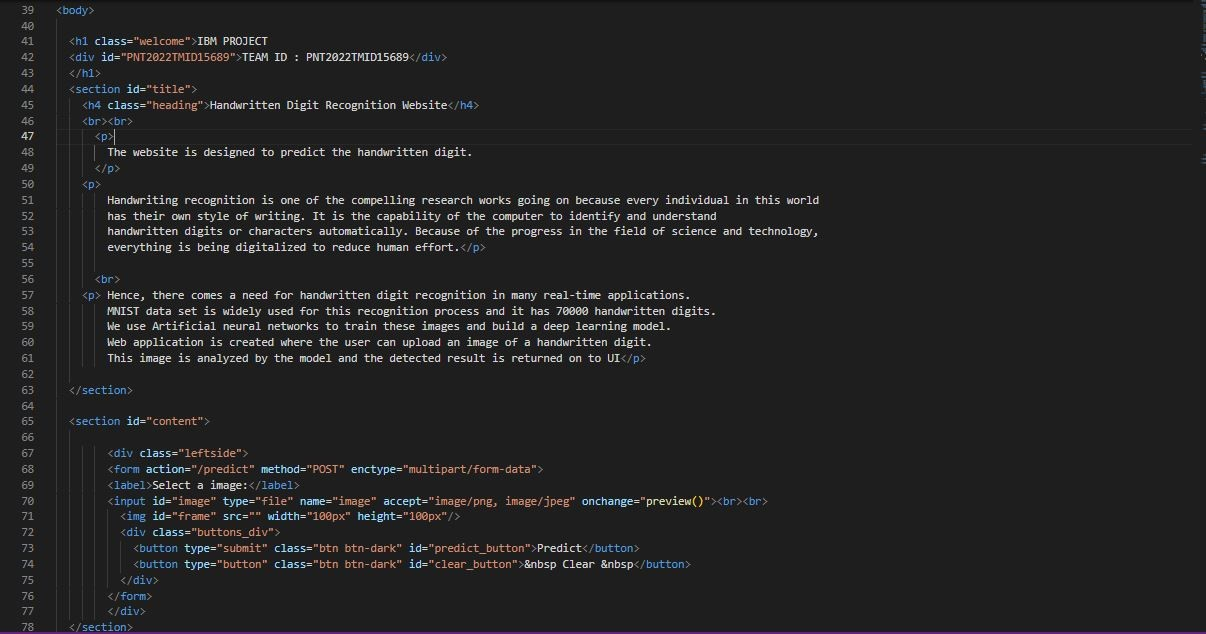 39 <body>
40
41 <h1 class="welcome">IBM PROJECT
42 <div id="PNT2022TMID15689">TEAM ID : PNT2022TMID15689</div>
43 </h1>
44 <section id="title">
45 <h4 class="heading">Handwritten Digit Recognition Website</h4>
46 <br><br>
47 <p>
48 The website is designed to predict the handwritten digit.
49 </p>
50 <p>
51 Handwriting recognition is one of the compelling research works going on because every individual in this world
52 has their own style of writing. It is the capability of the computer to identify and understand
53 handwritten digits or characters automatically. Because of the progress in the field of science and technology,
54 everything is being digitalized to reduce human effort.</p>
55
56 <br>
57 <p> Hence, there comes a need for handwritten digit recognition in many real-time applications.
58 MNIST data set is widely used for this recognition process and it has 70000 handwritten digits.
59 We use Artificial neural networks to train these images and build a deep learning model.
60 Web application is created where the user can upload an image of a handwritten digit.
61 This image is analyzed by the model and the detected result is returned on to UI</p>
62
63 </section>
64
65 <section id="content">
66
67 <div class="leftside">
68 <form action="/predict" method="POST" enctype="multipart/form-data">
69 <label>Select a image:</label>
70 <input id="image" type="file" name="image" accept="image/png, image/jpeg" onchange="preview()"><br><br>
71 <img id="frame" src="" width="100px" height="100px"/>
72 <div class="buttons_div">
73 <button type="submit" class="btn btn-dark" id="predict_button">Predict</button>
74 <button type="button" class="btn btn-dark" id="clear_button">&nbsp Clear &nbsp</button>
75 </div>
76 </form>
77 </div>
78 </section>